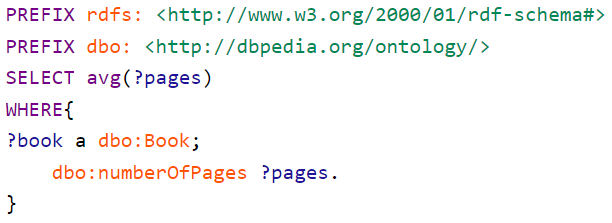 PREFIX rdfs: <http://www.w3.org/2000/01/rdf-schema#>
PREFIX dbo: <http://dbpedia.org/ontology/>
SELECT avg(?pages)
WHERE{
?book a dbo:Book;
dbo:numberOfPages ?pages.
}